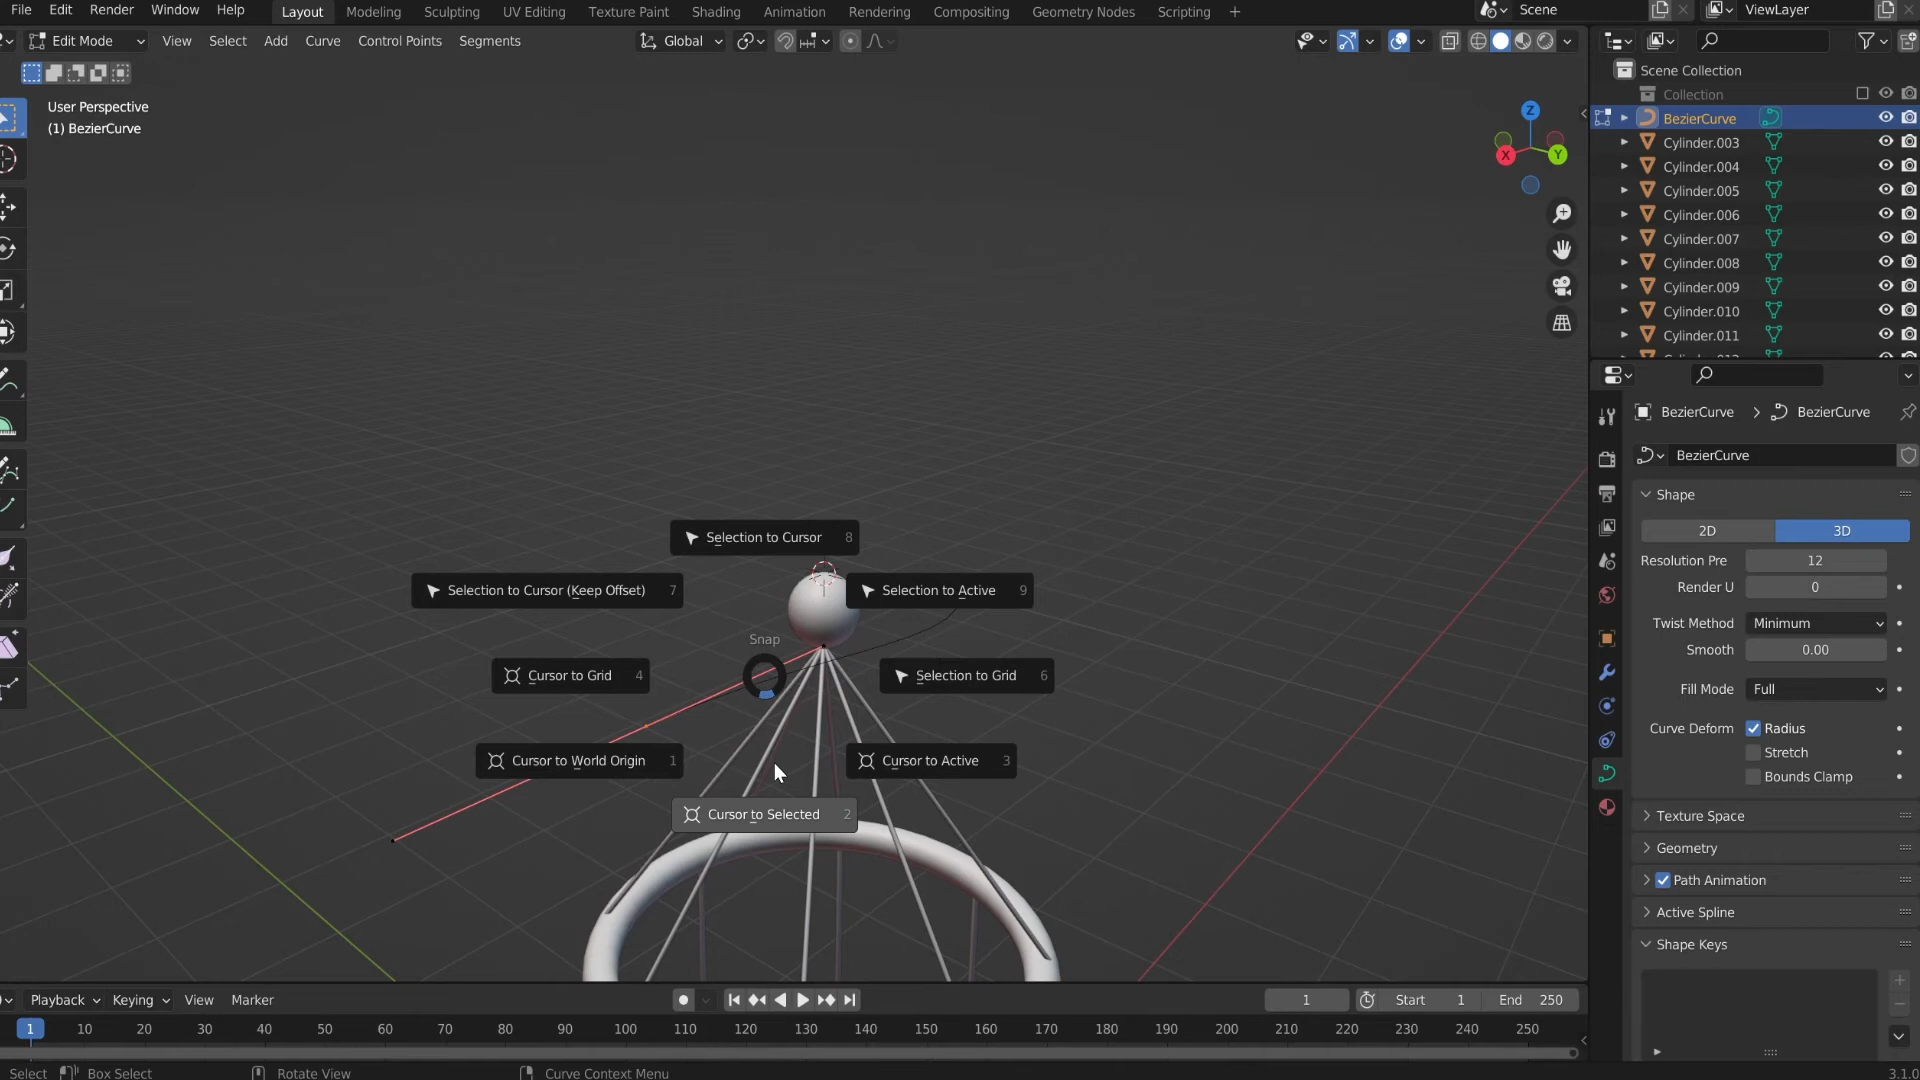 File Edit Render Window Help Layout Modeling Sculpting UV Editing Texture Paint Shading Animation Rendering Compositing Geometry Nodes Scripting + Scene ViewLayer
Edit Mode View Select Add Curve Control Points Segments Global
User Perspective
(1) BezierCurve
Z
X
Y
Scene Collection
Collection
BezierCurve
Cylinder.003
Cylinder.004
Cylinder.005
Cylinder.006
Cylinder.007
Cylinder.008
Cylinder.009
Cylinder.010
Cylinder.011
Selection to Cursor 8
Selection to Cursor (Keep Offset) 7
Selection to Active 9
Snap
Cursor to Grid 4
Selection to Grid 6
Cursor to World Origin 1
Cursor to Active 3
Cursor to Selected 2
BezierCurve > BezierCurve
BezierCurve
Shape
2D 3D
Resolution Pre 12
Render U 0
Twist Method Minimum
Smooth 0.00
Fill Mode Full
Curve Deform Radius
Stretch
Bounds Clamp
Texture Space
Geometry
Path Animation
Active Spline
Shape Keys
Playback Keying View Marker 1 Start 1 End 250
1 10 20 30 40 50 60 70 80 90 100 110 120 130 140 150 160 170 180 190 200 210 220 230 240 250
Select Box Select Rotate View Curve Context Menu 3.1.0